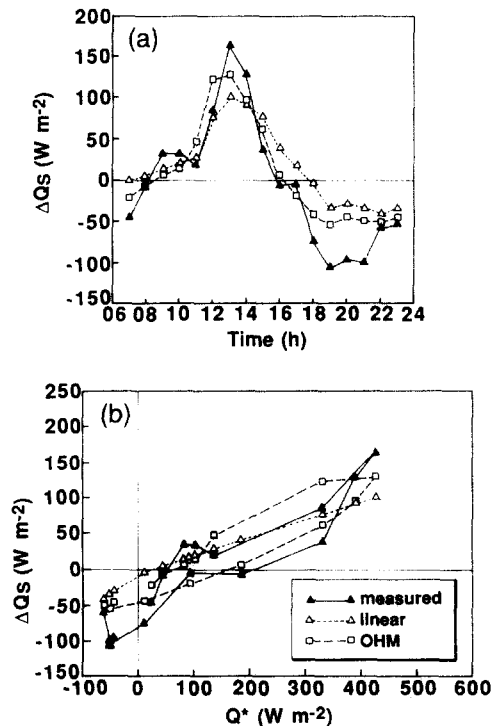 (a)
200
150
100
50
0
-50
-100
-150
ΔQs (W m-2)
06 08 10 12 14 16 18 20 22 24
Time (h)
(b)
250
200
150
100
50
0
-50
-100
-150
ΔQs (W m-2)
measured
linear
OHM
-100 0 100 200 300 400 500 600
Q* (W m-2)